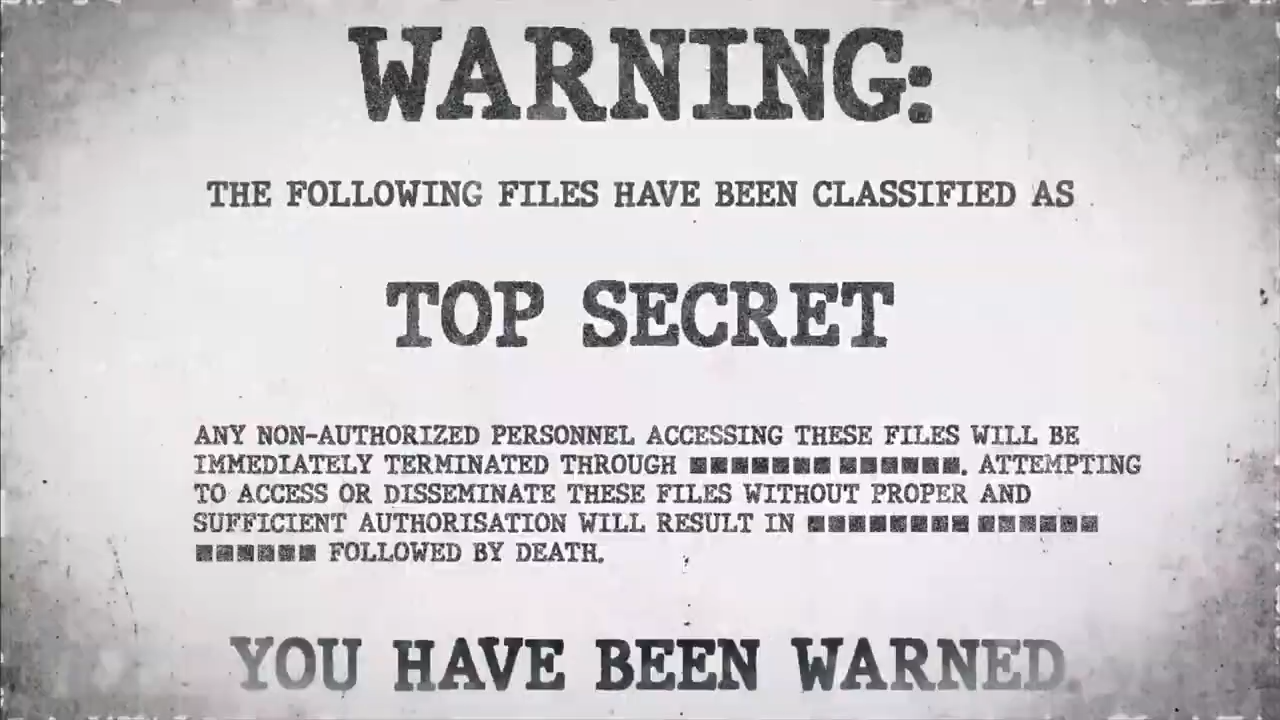 WARNING:
THE FOLLOWING FILES HAVE BEEN CLASSIFIED AS
TOP SECRET
ANY NON-AUTHORIZED PERSONNEL ACCESSING THESE FILES WILL BE
IMMEDIATELY TERMINATED THROUGH ■■■■■■■ ■■■■■■. ATTEMPTING
TO ACCESS OR DISSEMINATE THESE FILES WITHOUT PROPER AND
SUFFICIENT AUTHORISATION WILL RESULT IN ■■■■■■■■ ■■■■■■
■■■■■■ FOLLOWED BY DEATH.
YOU HAVE BEEN WARNED.